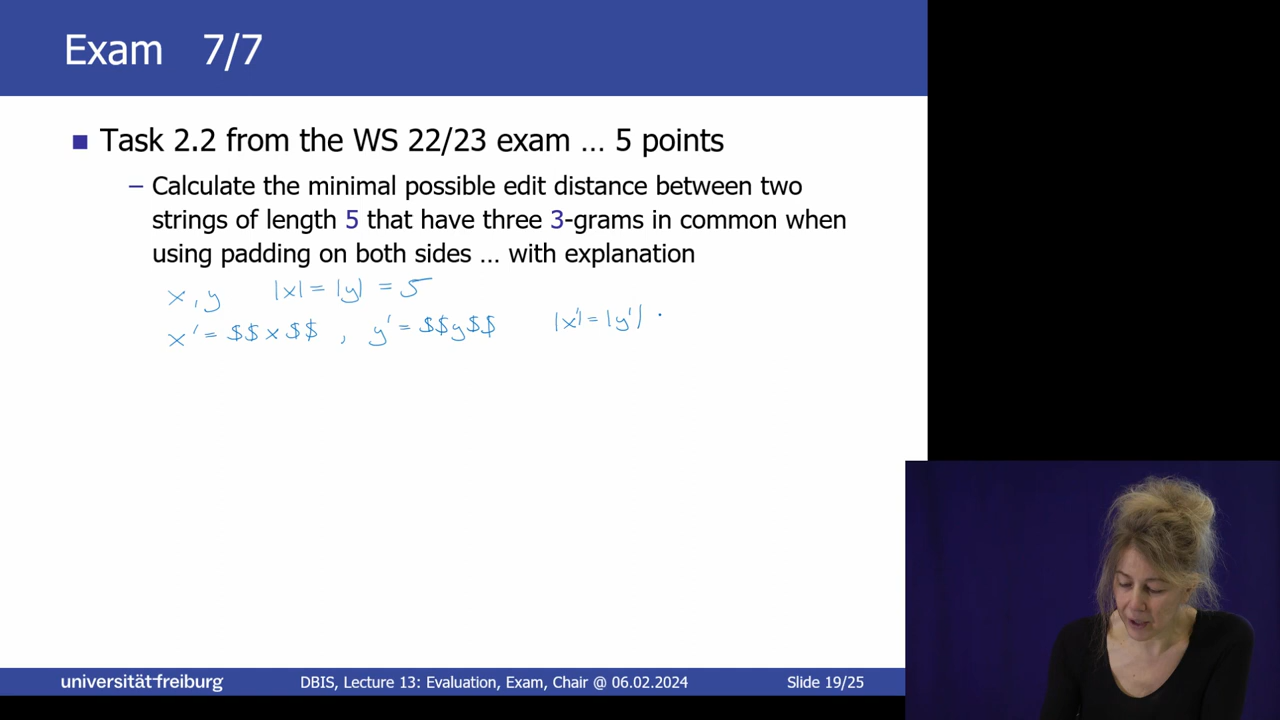 Exam 7/7
■ Task 2.2 from the WS 22/23 exam … 5 points
– Calculate the minimal possible edit distance between two
strings of length 5 that have three 3-grams in common when
using padding on both sides … with explanation
x, y |x| = |y| = 5
x' = $$x$$ , y' = $$y$$ |x'| = |y'|
universität freiburg
DBIS, Lecture 13: Evaluation, Exam, Chair @ 06.02.2024
Slide 19/25